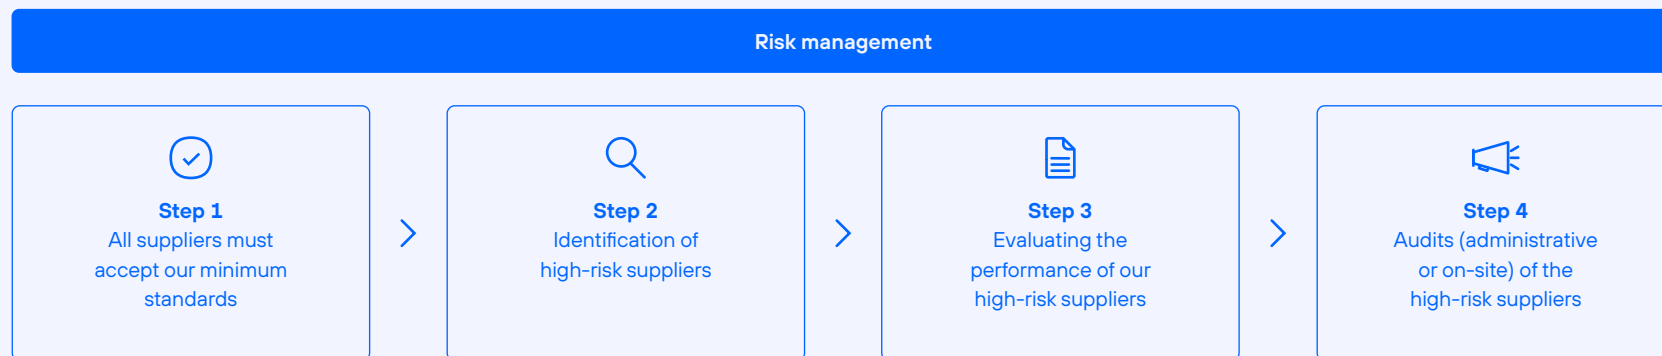 Risk management
Step 1
All suppliers must
accept our minimum
standards
Step 2
Identification of
high-risk suppliers
Step 3
Evaluating the
performance of our
high-risk suppliers
Step 4
Audits (administrative
or on-site) of the
high-risk suppliers